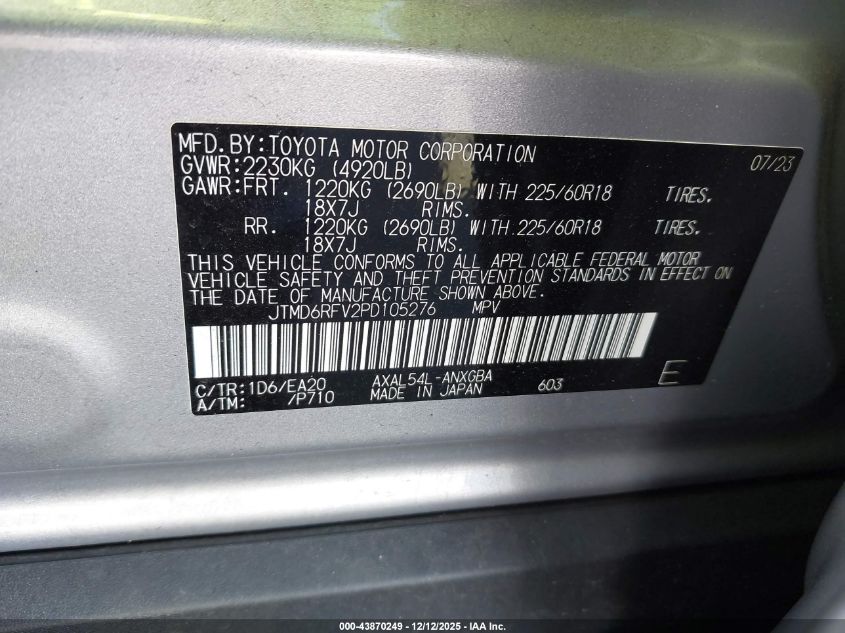 MFD.BY:TOYOTA MOTOR CORPORATION 07/23
GVWR:2230KG (4920LB)
GAWR:FRT. 1220KG (2690LB) WITH 225/60R18 TIRES.
18X7J RIMS.
RR. 1220KG (2690LB) WITH 225/60R18 TIRES.
18X7J RIMS.
THIS VEHICLE CONFORMS TO ALL APPLICABLE FEDERAL MOTOR
VEHICLE SAFETY AND THEFT PREVENTION STANDARDS IN EFFECT ON
THE DATE OF MANUFACTURE SHOWN ABOVE.
JTMD6RFV2PD105276 MPV
C/TR:1D6/EA20 AXAL54L-ANXGBA 603 E
A/TM: /P710 MADE IN JAPAN
000-43870249 - 12/12/2025 - IAA Inc.